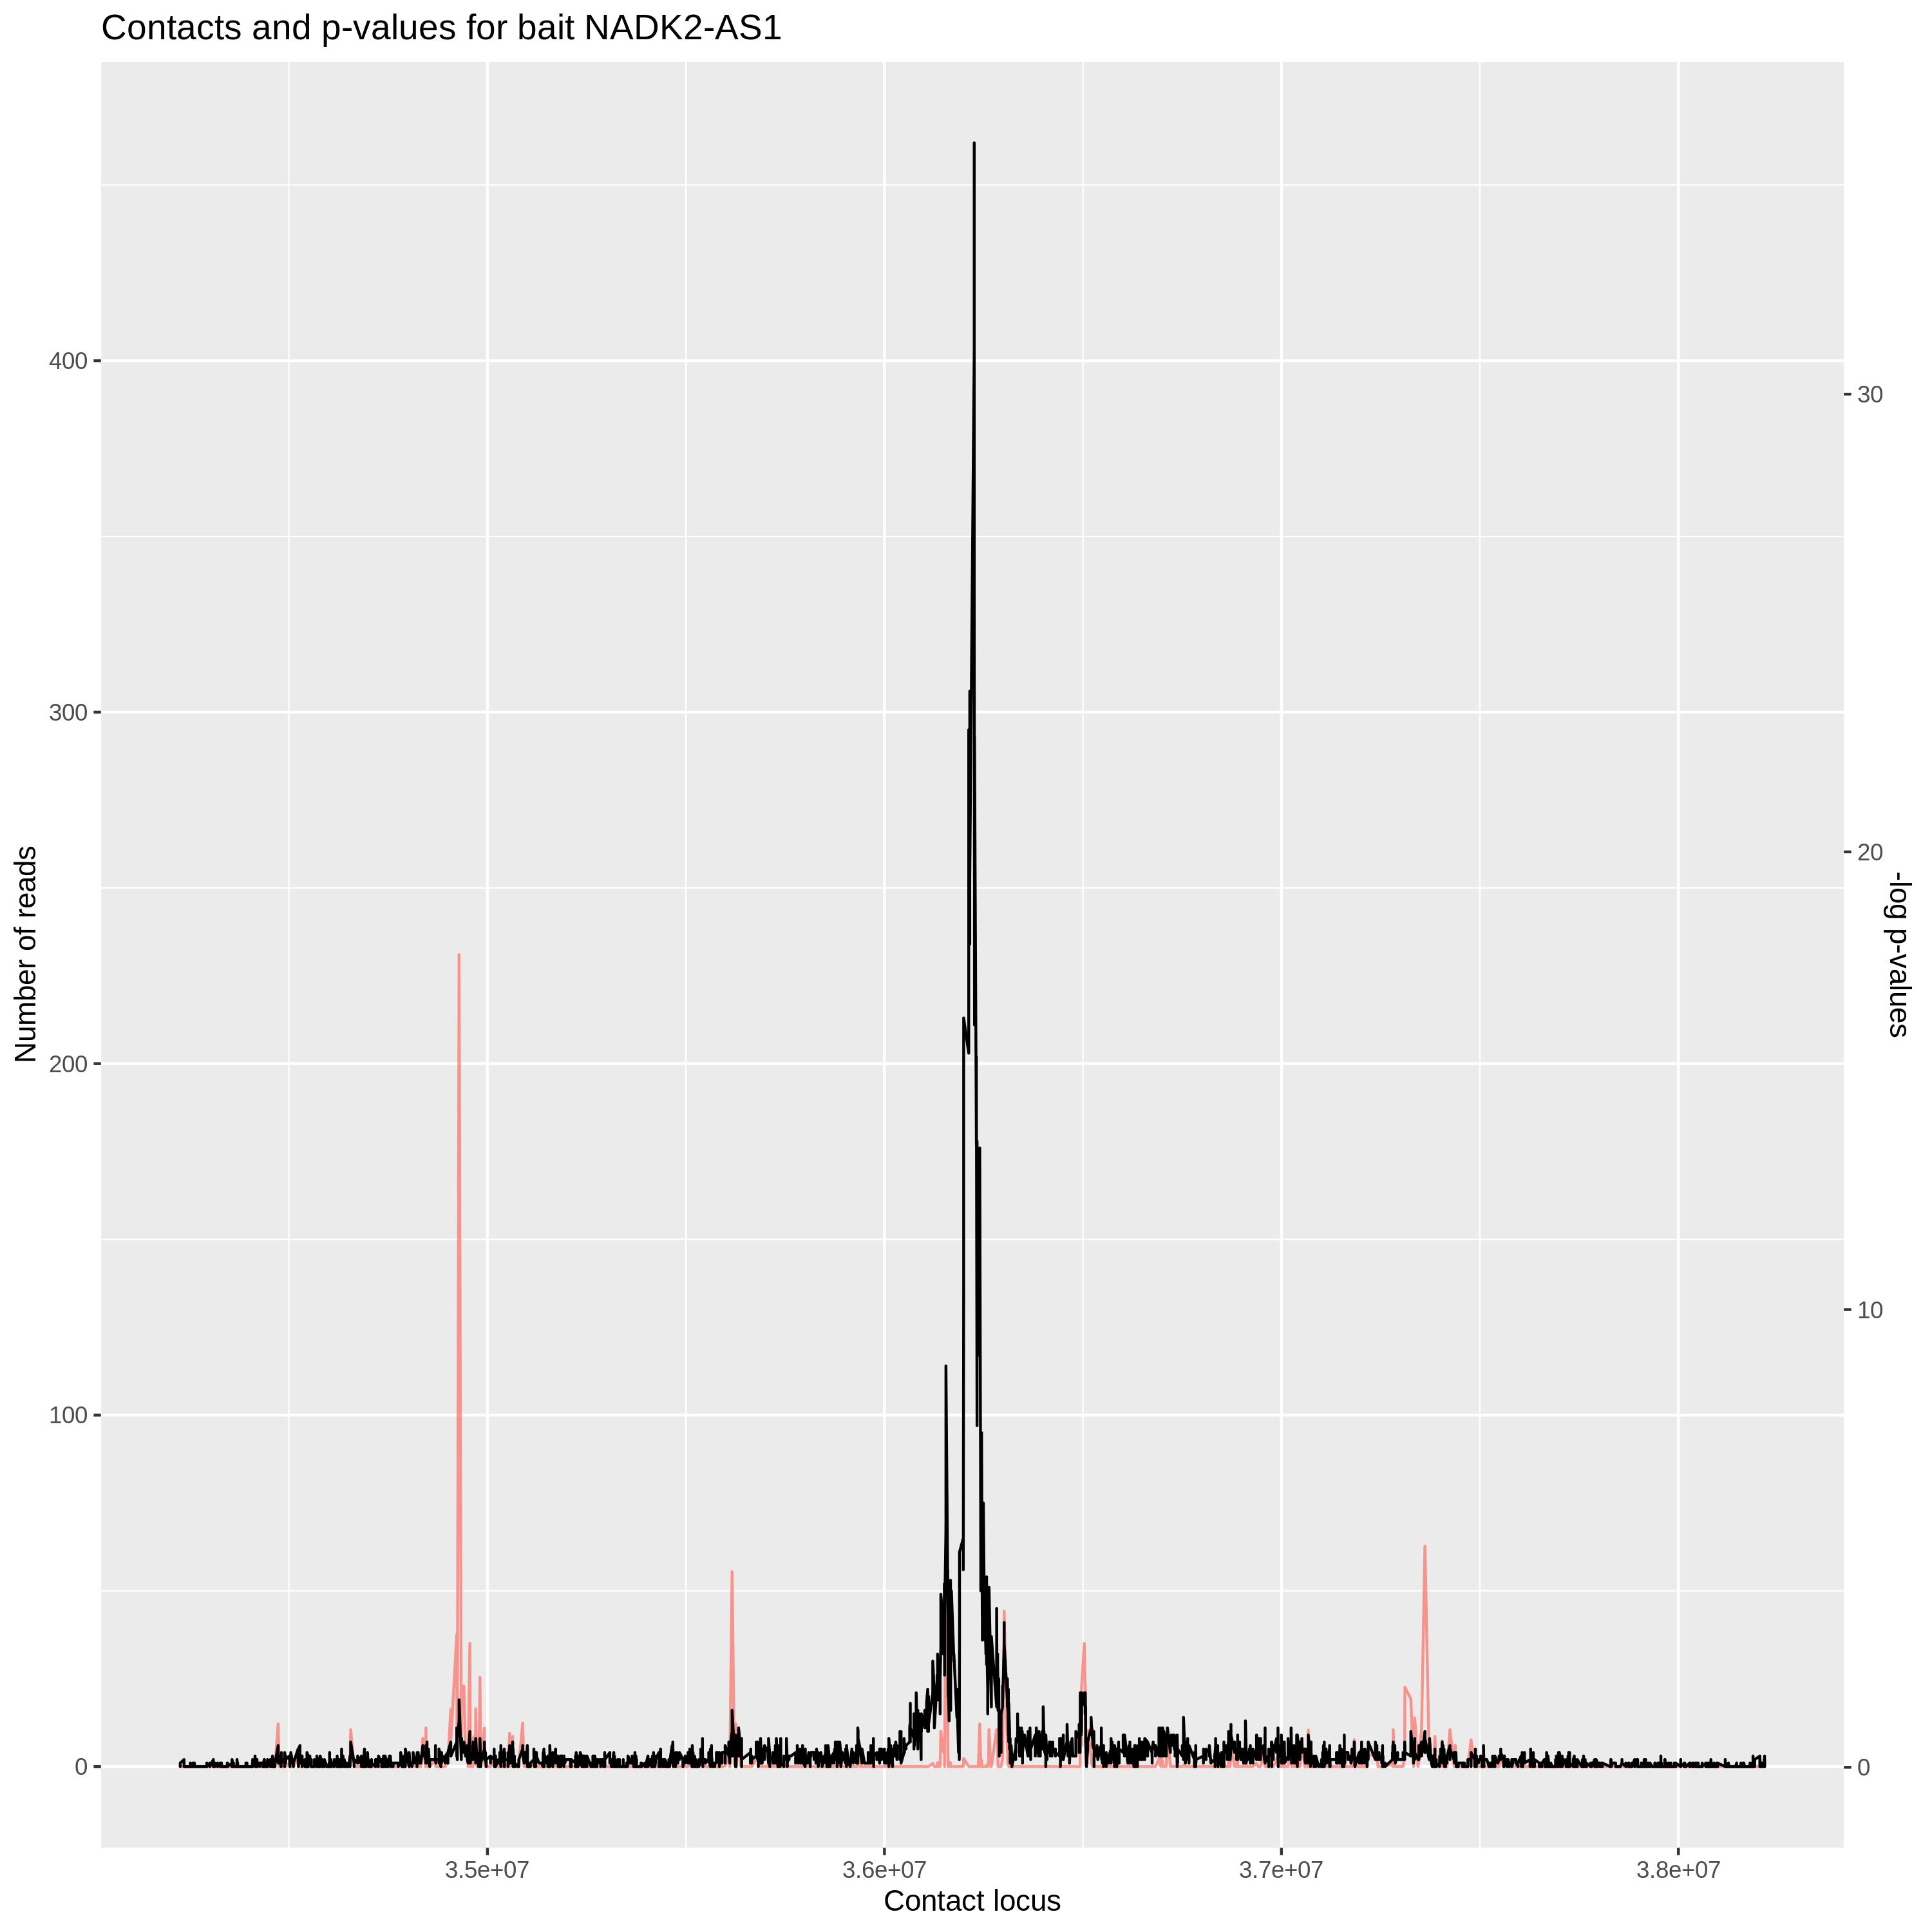 Contacts and p-values for bait NADK2-AS1
Number of reads
400
300
200
100
0
30
20
10
0
-log p-values
3.5e+07
3.6e+07
3.7e+07
3.8e+07
Contact locus